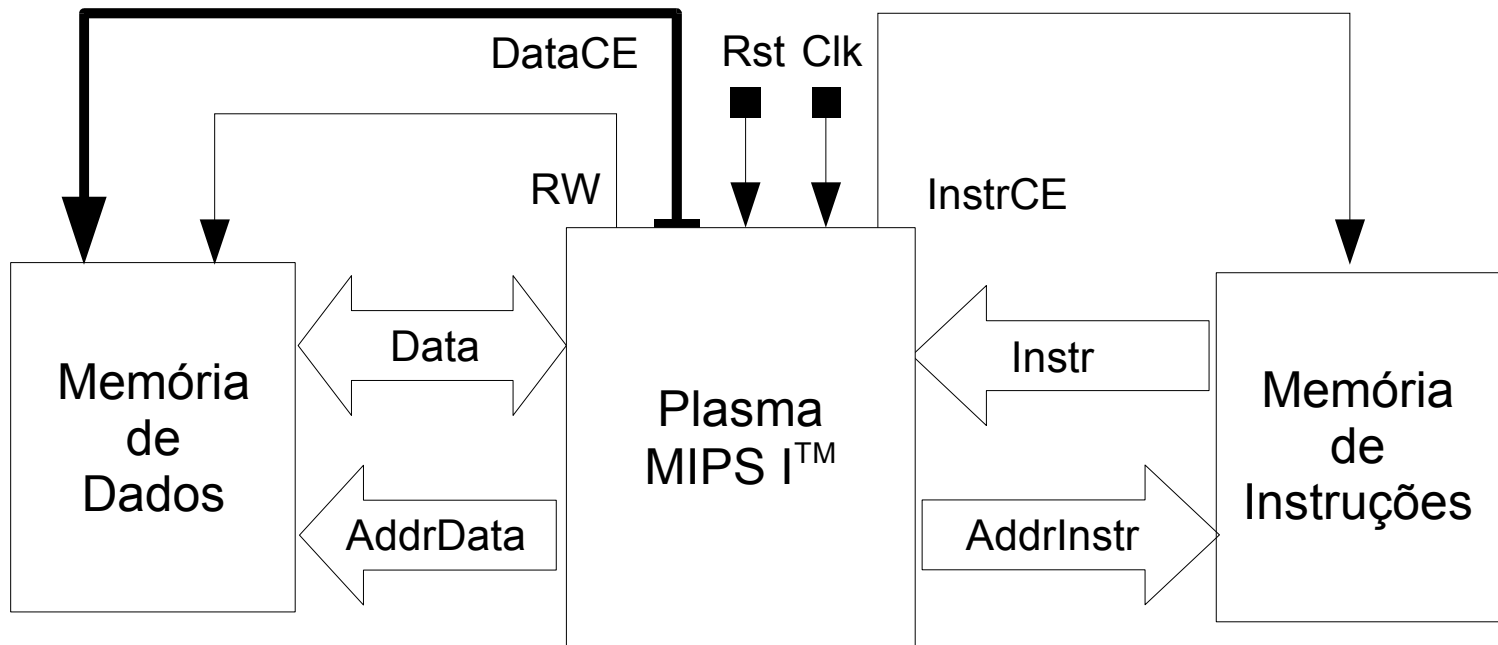 DataCE
Rst
Clk
RW
InstrCE
Data
Instr
Memória
de
Dados
Plasma
MIPS I™
Memória
de
Instruções
AddrData
AddrInstr